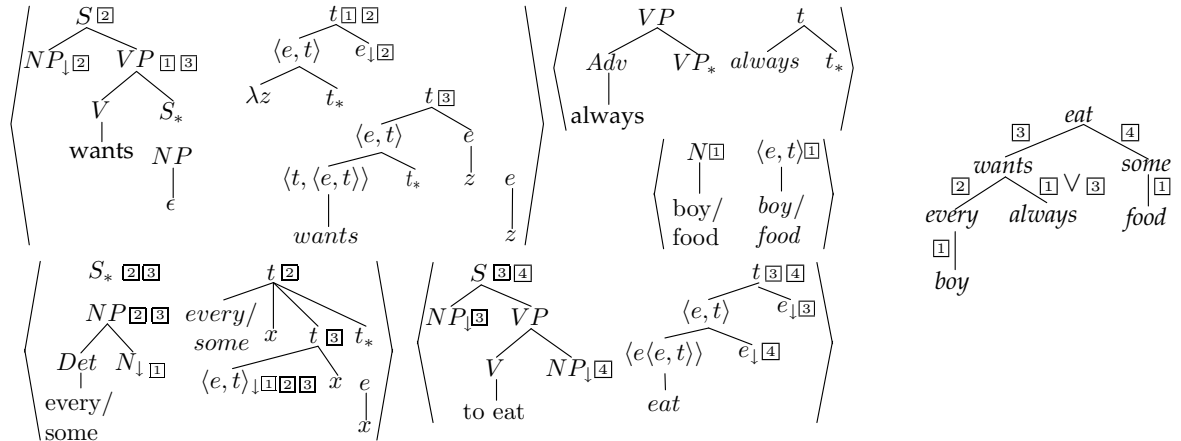 S 2
NP↓ 2 VP 1 3
V S*
wants
NP
ϵ
t 1 2
⟨e, t⟩ e↓ 2
λz t*
t 3
⟨e, t⟩ e
⟨t, ⟨e, t⟩⟩ t* z
wants
e
z
VP
Adv VP*
always
t
always t*
N 1 ⟨e, t⟩ 1
boy/ boy/
food food
S* 2 3
NP 2 3
Det N↓ 1
every/
some
t 2
every/ x t 3 t*
some
⟨e, t⟩↓ 1 2 3 x e
x
S 3 4
NP↓ 3 VP
V NP↓ 4
to eat
t 3 4
⟨e, t⟩ e↓ 3
⟨e⟨e, t⟩⟩ e↓ 4
eat
eat
3 4
wants some
2 1 ∨ 3 1
every always food
1
boy